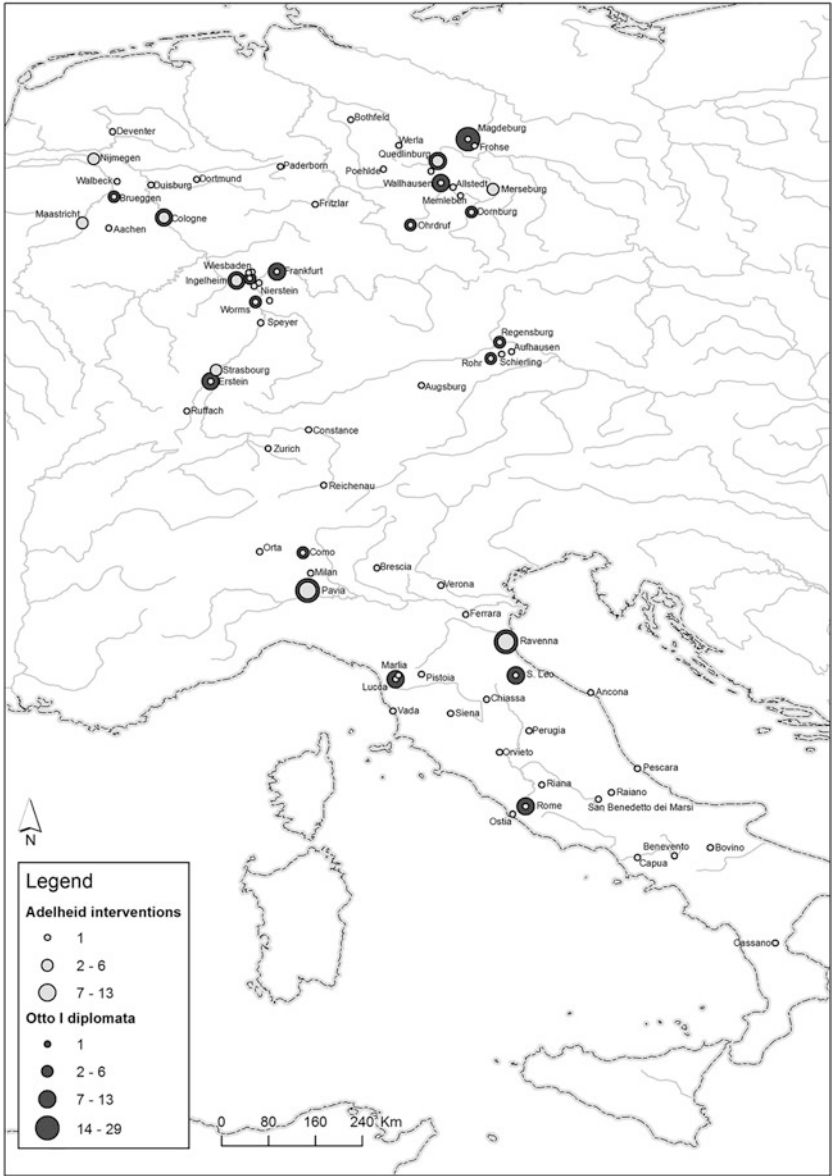 Bothfeld
Deventer
Magdeburg
Werla
Frohse
Quedlinburg
Nijmegen
Paderborn
Poehlde
Walbeck
Duisburg
Dortmund
Wallhausen
Allstedt
Merseburg
Brueggen
Memleben
Fritzlar
Dornburg
Maastricht
Cologne
Aachen
Ohrdruf
Wiesbaden
Frankfurt
Ingelheim
Nierstein
Worms
Speyer
Regensburg
Aufhausen
Rohr
Schierling
Strasbourg
Erstein
Augsburg
Ruffach
Constance
Zurich
Reichenau
Orta
Como
Milan
Brescia
Verona
Pavia
Ferrara
Ravenna
Marlia
Pistoia
S. Leo
Lucca
Ancona
Chiassa
Vada
Siena
Perugia
Orvieto
Pescara
Riana
Raiano
San Benedetto dei Marsi
Rome
Ostia
Benevento
Bovino
Capua
Cassano
N
Legend
Adelheid interventions
1
2 - 6
7 - 13
Otto I diplomata
1
2 - 6
7 - 13
14 - 29
0 80 160 240 Km